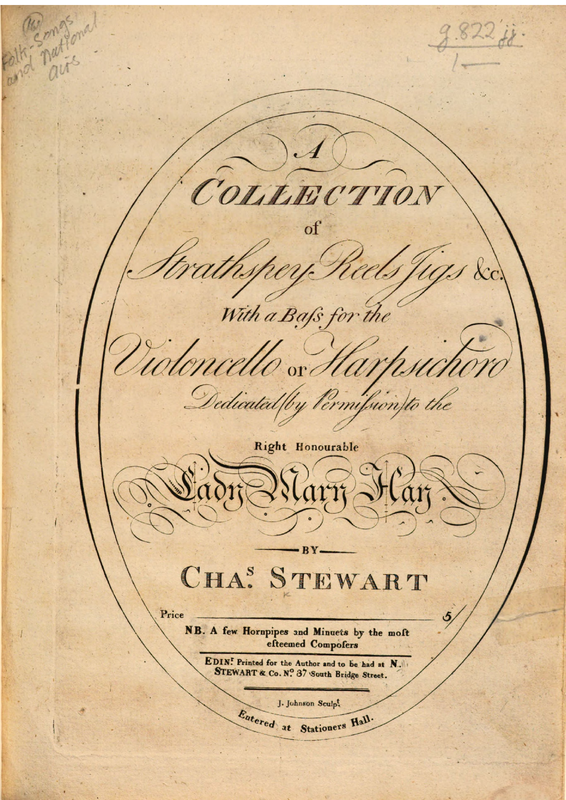 Folk-Songs
and National
airs
g.822.
1—
A
COLLECTION
of
Strathspey Reels Jigs &c.
With a Baſs for the
Violoncello or Harpsichord
Dedicated (by Permiſsion) to the
Right Honourable
Lady Mary Hay.
BY
CHAˢ. STEWART
Price 5/
NB. A few Hornpipes and Minuets by the moſt
eſteemed Composers
EDINʳ. Printed for the Author and to be had at N.
STEWART & Co. Nº. 37 South Bridge Street.
J. Johnson Sculpᵗ.
Entered at Stationers Hall.